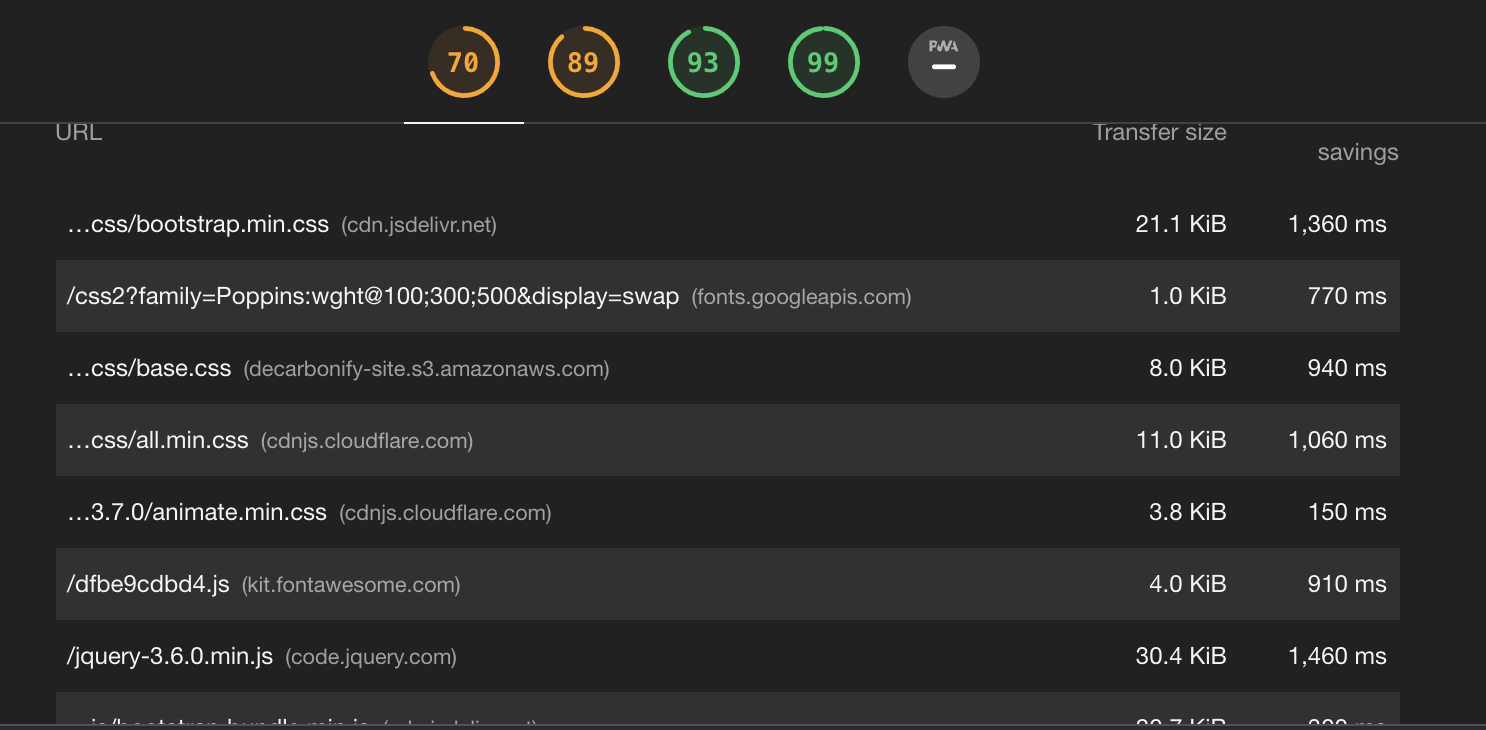 70 89 93 99 PWA
URL Transfer size
savings
...css/bootstrap.min.css (cdn.jsdelivr.net) 21.1 KiB 1,360 ms
/css2?family=Poppins:wght@100;300;500&display=swap (fonts.googleapis.com) 1.0 KiB 770 ms
...css/base.css (decarbonify-site.s3.amazonaws.com) 8.0 KiB 940 ms
...css/all.min.css (cdnjs.cloudflare.com) 11.0 KiB 1,060 ms
...3.7.0/animate.min.css (cdnjs.cloudflare.com) 3.8 KiB 150 ms
/dfbe9cdbd4.js (kit.fontawesome.com) 4.0 KiB 910 ms
/jquery-3.6.0.min.js (code.jquery.com) 30.4 KiB 1,460 ms